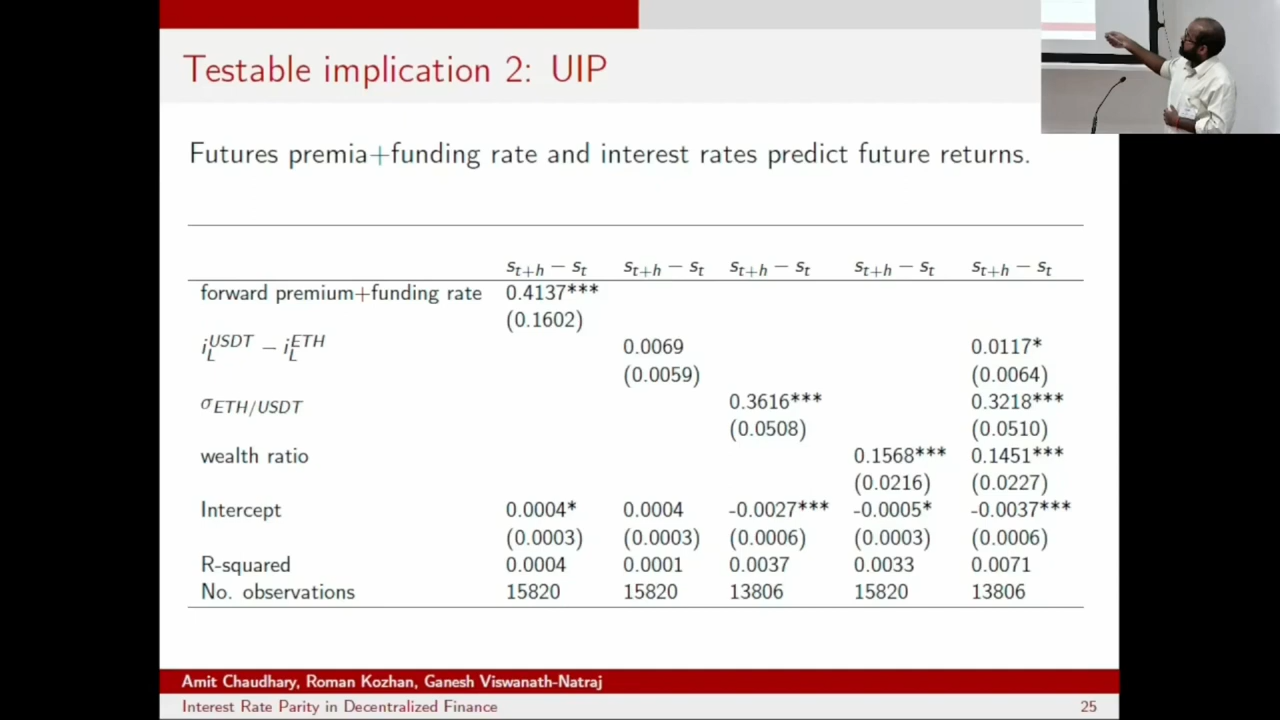 Testable implication 2: UIP
Futures premia+funding rate and interest rates predict future returns.
s_{t+h} − s_t s_{t+h} − s_t s_{t+h} − s_t s_{t+h} − s_t s_{t+h} − s_t
forward premium+funding rate 0.4137***
(0.1602)
i_L^{USDT} − i_L^{ETH} 0.0069 0.0117*
(0.0059) (0.0064)
σ_{ETH/USDT} 0.3616*** 0.3218***
(0.0508) (0.0510)
wealth ratio 0.1568*** 0.1451***
(0.0216) (0.0227)
Intercept 0.0004* 0.0004 -0.0027*** -0.0005* -0.0037***
(0.0003) (0.0003) (0.0006) (0.0003) (0.0006)
R-squared 0.0004 0.0001 0.0037 0.0033 0.0071
No. observations 15820 15820 13806 15820 13806
Amit Chaudhary, Roman Kozhan, Ganesh Viswanath-Natraj
Interest Rate Parity in Decentralized Finance 25